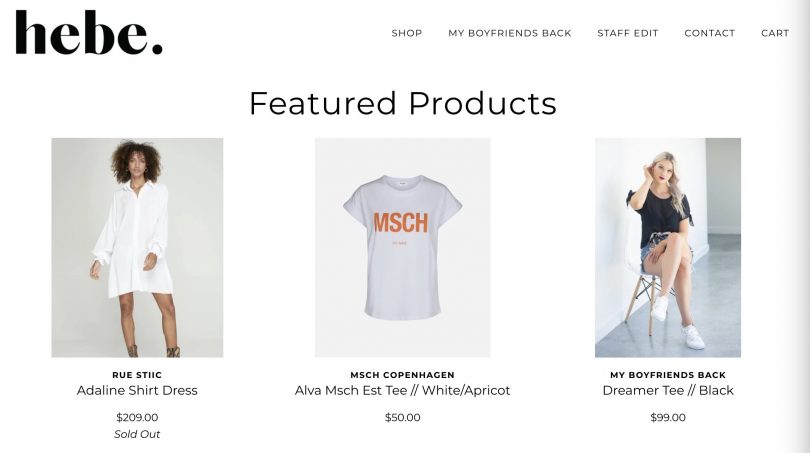 hebe.
SHOP
MY BOYFRIENDS BACK
STAFF EDIT
CONTACT
CART
Featured Products
MSCH
RUE STIIC
Adaline Shirt Dress
$209.00
Sold Out
MSCH COPENHAGEN
Alva Msch Est Tee // White/Apricot
$50.00
MY BOYFRIENDS BACK
Dreamer Tee // Black
$99.00